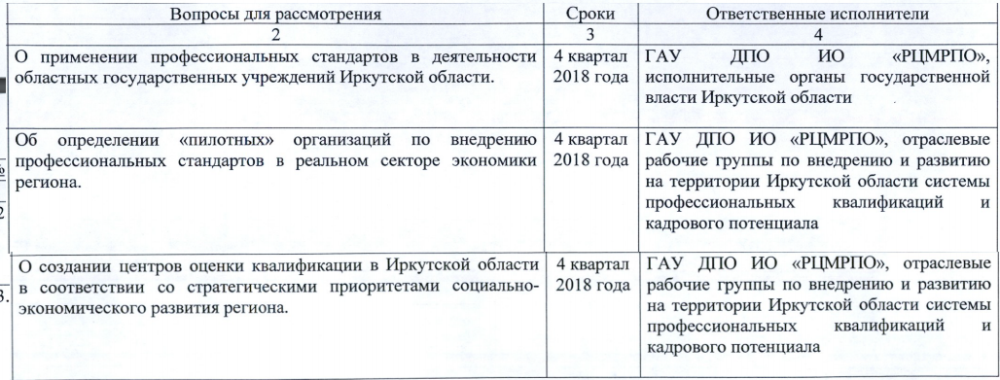 Вопросы для рассмотрения
Сроки
Ответственные исполнители
2
3
4
О применении профессиональных стандартов в деятельности
областных государственных учреждений Иркутской области.
4 квартал
2018 года
ГАУ ДПО ИО «РЦМРПО»,
исполнительные органы государственной
власти Иркутской области
Об определении «пилотных» организаций по внедрению
профессиональных стандартов в реальном секторе экономики
региона.
4 квартал
2018 года
ГАУ ДПО ИО «РЦМРПО», отраслевые
рабочие группы по внедрению и развитию
на территории Иркутской области системы
профессиональных квалификаций и
кадрового потенциала
3.
О создании центров оценки квалификации в Иркутской области
в соответствии со стратегическими приоритетами социально-
экономического развития региона.
4 квартал
2018 года
ГАУ ДПО ИО «РЦМРПО», отраслевые
рабочие группы по внедрению и развитию
на территории Иркутской области системы
профессиональных квалификаций и
кадрового потенциала